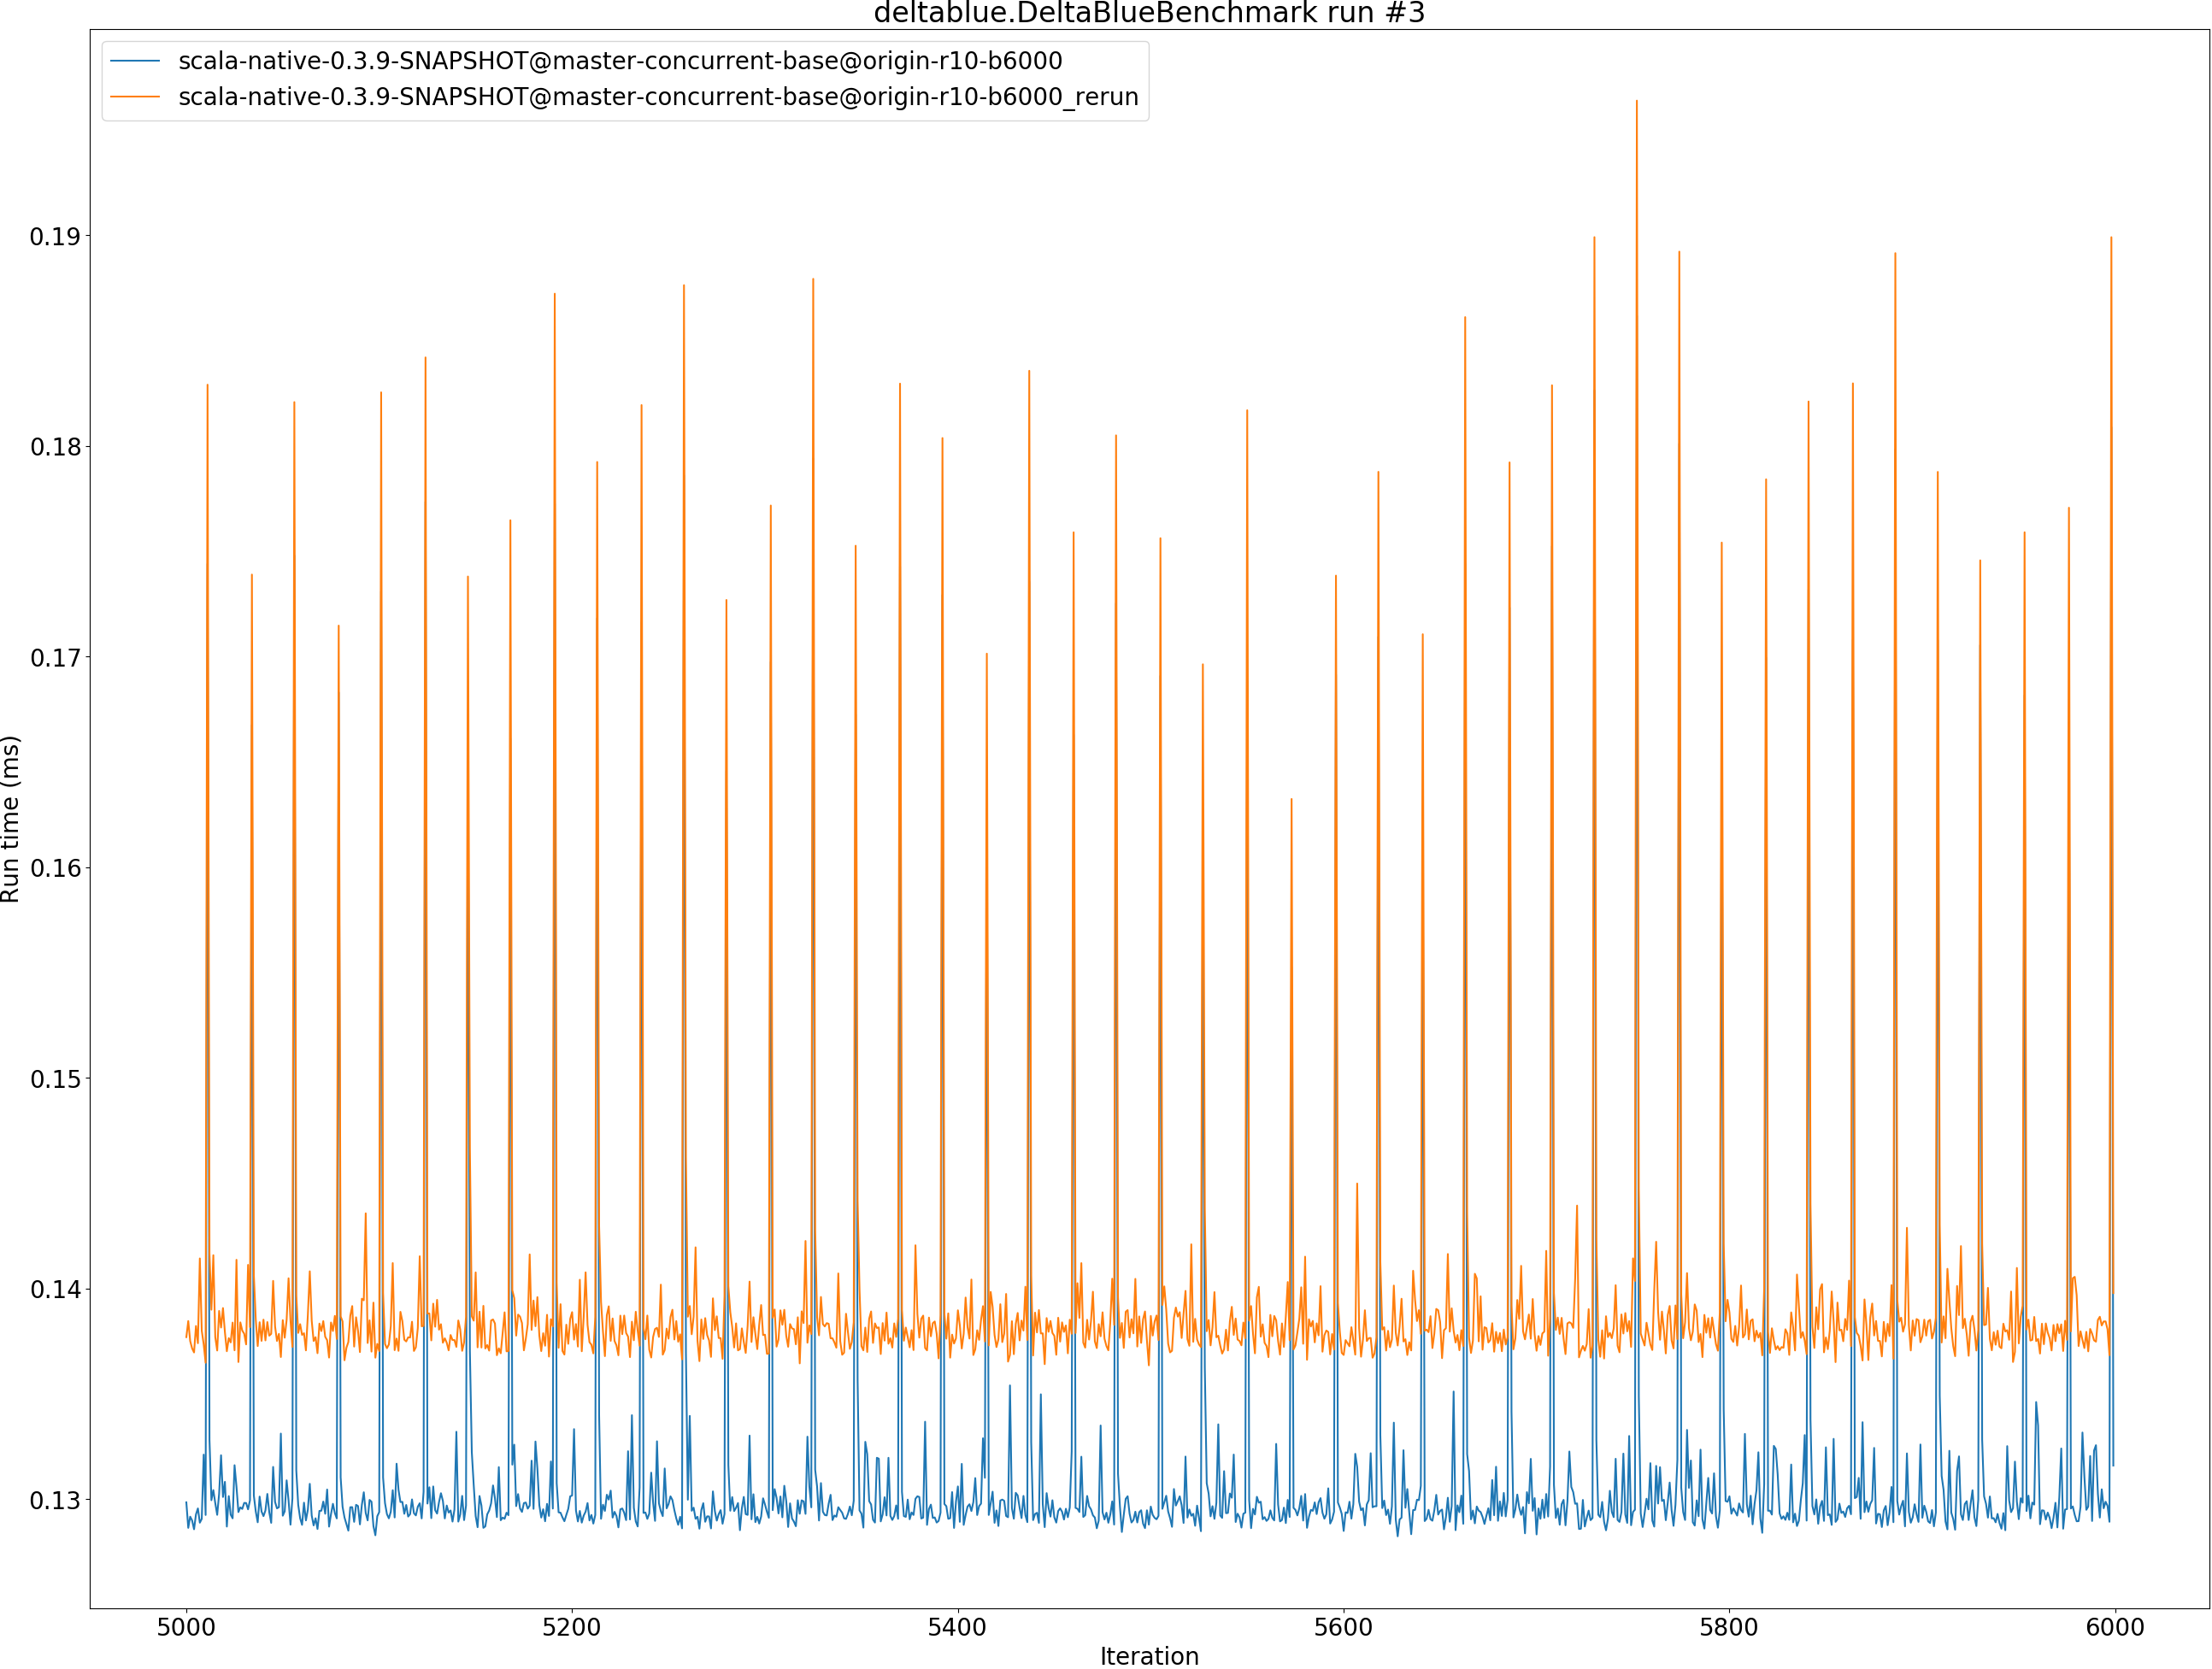 deltablue.DeltaBlueBenchmark run #3
scala-native-0.3.9-SNAPSHOT@master-concurrent-base@origin-r10-b6000
scala-native-0.3.9-SNAPSHOT@master-concurrent-base@origin-r10-b6000_rerun
0.19
0.18
0.17
0.16
0.15
0.14
0.13
Run time (ms)
5000
5200
5400
5600
5800
6000
Iteration